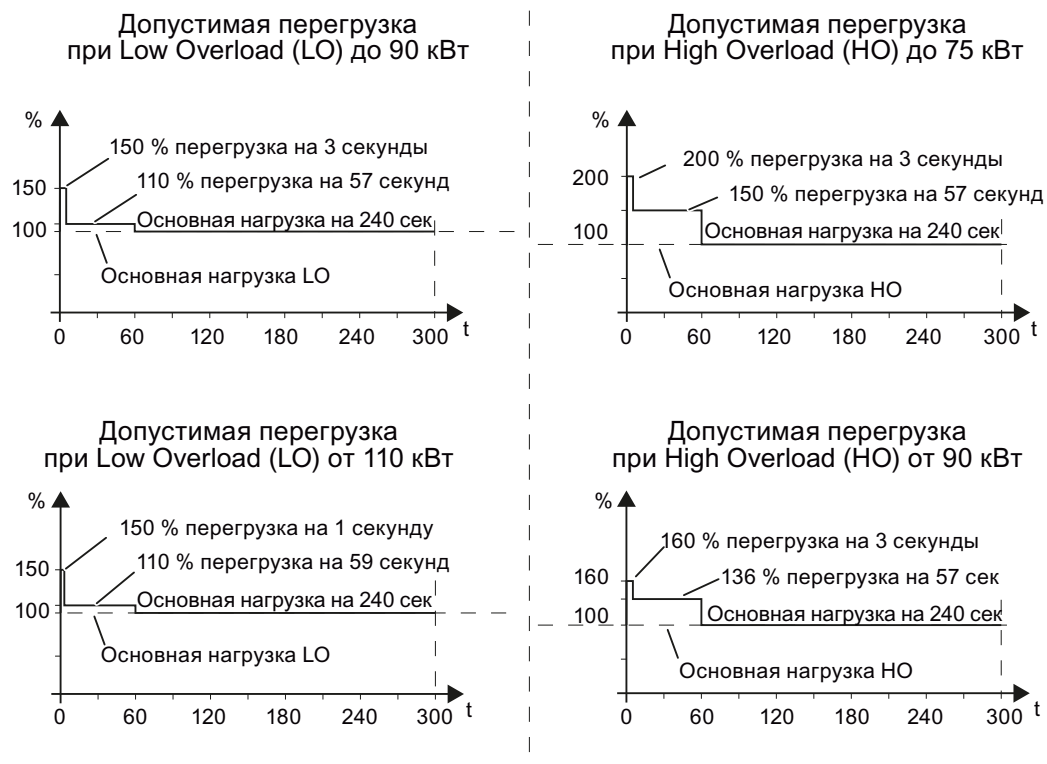 Допустимая перегрузка
при Low Overload (LO) до 90 кВт
%
150 % перегрузка на 3 секунды
110 % перегрузка на 57 секунд
150
Основная нагрузка на 240 сек
100
Основная нагрузка LO
0 60 120 180 240 300 t
Допустимая перегрузка
при High Overload (HO) до 75 кВт
%
200 % перегрузка на 3 секунды
200
150 % перегрузка на 57 секунд
100
Основная нагрузка на 240 сек
Основная нагрузка HO
0 60 120 180 240 300 t
Допустимая перегрузка
при Low Overload (LO) от 110 кВт
%
150 % перегрузка на 1 секунду
110 % перегрузка на 59 секунд
150
Основная нагрузка на 240 сек
100
Основная нагрузка LO
0 60 120 180 240 300 t
Допустимая перегрузка
при High Overload (HO) от 90 кВт
%
160 % перегрузка на 3 секунды
160
136 % перегрузка на 57 сек
100
Основная нагрузка на 240 сек
Основная нагрузка HO
0 60 120 180 240 300 t